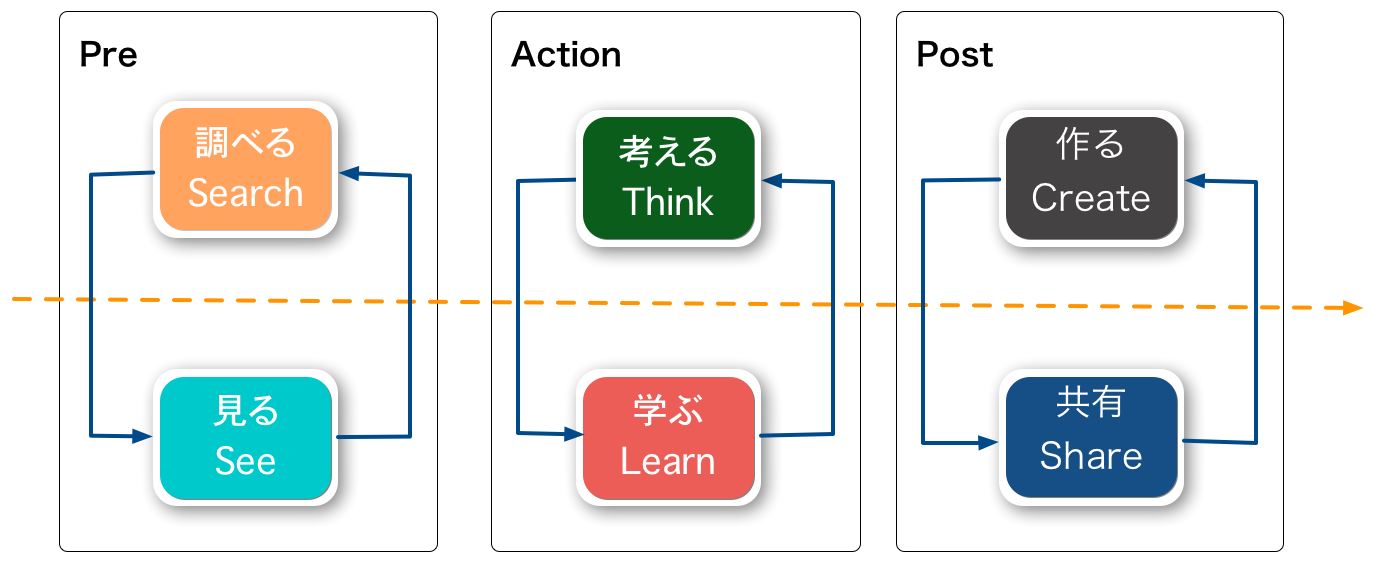 Pre
調べる
Search
見る
See
Action
考える
Think
学ぶ
Learn
Post
作る
Create
共有
Share